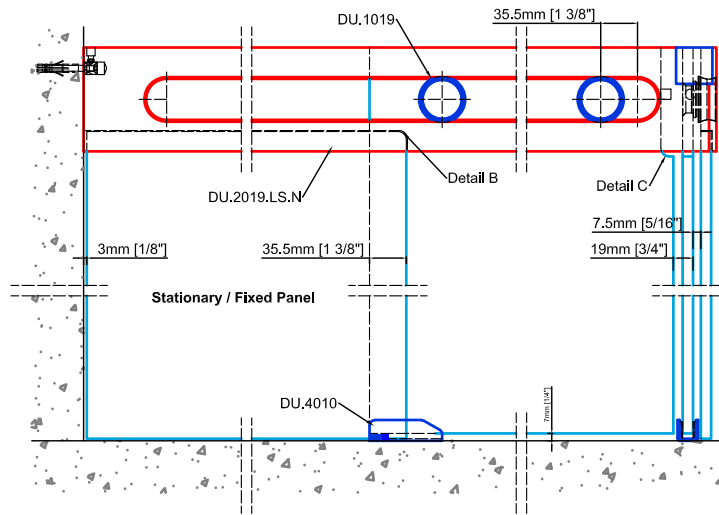 DU.1019
35.5mm [1 3/8"]
Detail B
Detail C
DU.2019.LS.N
7.5mm [5/16"]
3mm [1/8"]
35.5mm [1 3/8"]
19mm [3/4"]
Stationary / Fixed Panel
DU.4010
7mm [1/4"]